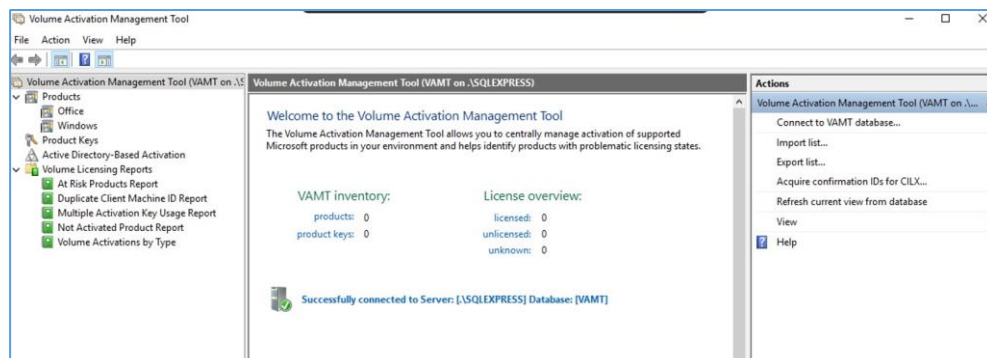 Volume Activation Management Tool
File Action View Help
Volume Activation Management Tool (VAMT on .\S
Products
Office
Windows
Product Keys
Active Directory-Based Activation
Volume Licensing Reports
At Risk Products Report
Duplicate Client Machine ID Report
Multiple Activation Key Usage Report
Not Activated Product Report
Volume Activations by Type
Volume Activation Management Tool (VAMT on .\SQLEXPRESS)
Welcome to the Volume Activation Management Tool
The Volume Activation Management Tool allows you to centrally manage activation of supported
Microsoft products in your environment and helps identify products with problematic licensing states.
VAMT inventory:
products: 0
product keys: 0
License overview:
licensed: 0
unlicensed: 0
unknown: 0
Successfully connected to Server: [.\SQLEXPRESS] Database: [VAMT]
Actions
Volume Activation Management Tool (VAMT on .\...
Connect to VAMT database...
Import list...
Export list...
Acquire confirmation IDs for CILX...
Refresh current view from database
View
Help